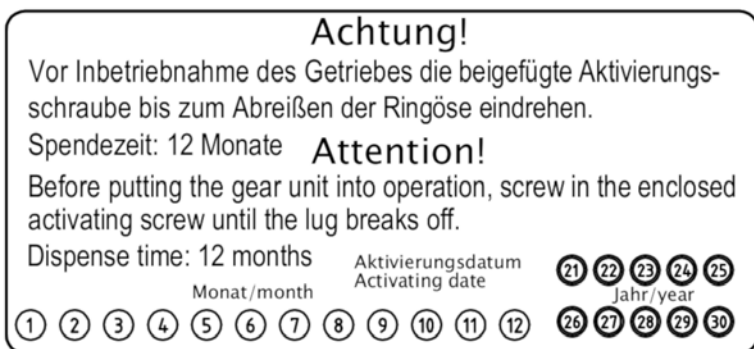 Achtung!
Vor Inbetriebnahme des Getriebes die beigefügte Aktivierungs-
schraube bis zum Abreißen der Ringöse eindrehen.
Spendezeit: 12 Monate
Attention!
Before putting the gear unit into operation, screw in the enclosed
activating screw until the lug breaks off.
Dispense time: 12 months
Aktivierungsdatum
Activating date
Monat/month
1 2 3 4 5 6 7 8 9 10 11 12
21 22 23 24 25
Jahr/year
26 27 28 29 30